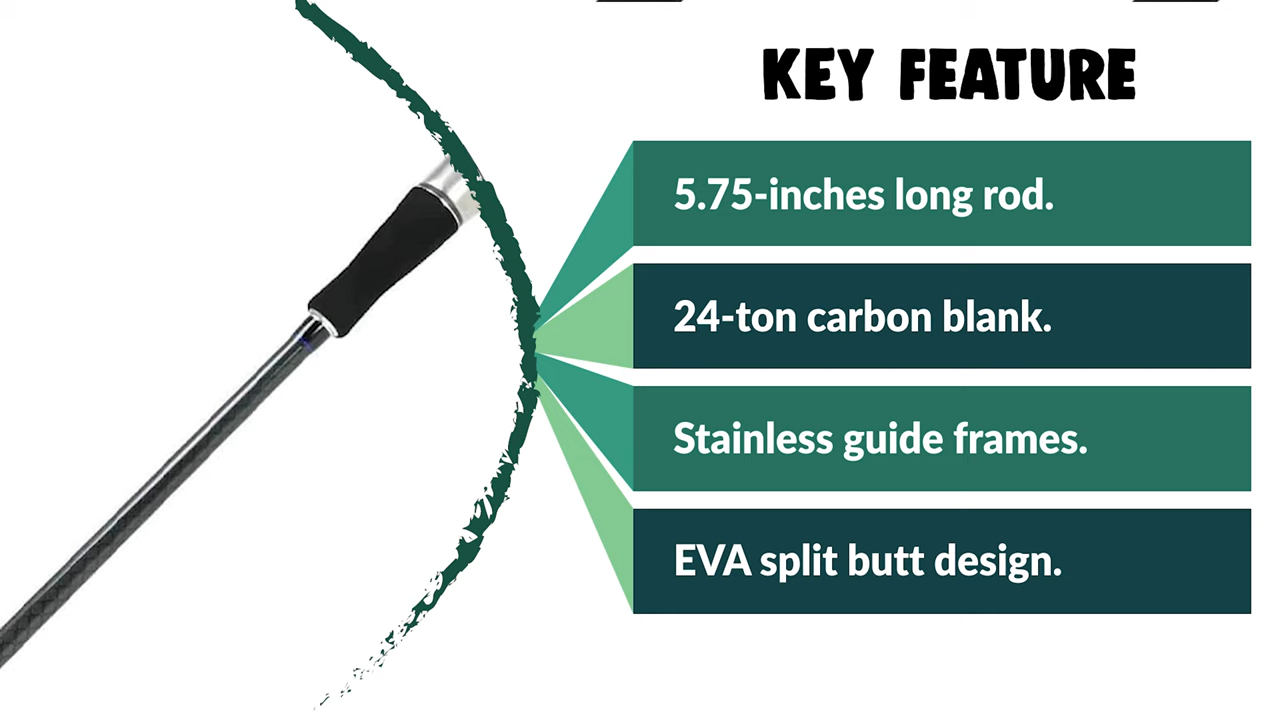 KEY FEATURE
5.75-inches long rod.
24-ton carbon blank.
Stainless guide frames.
EVA split butt design.